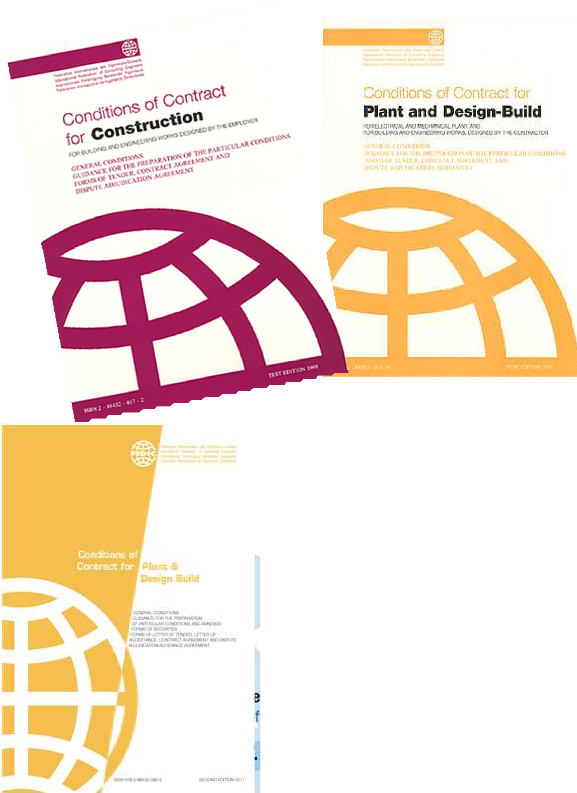 Fédération Internationale des Ingénieurs-Conseils
International Federation of Consulting Engineers
Internationale Vereinigung Beratender Ingenieure
Federación Internacional de Ingenieros Consultores
Conditions of Contract
for Construction
FOR BUILDING AND ENGINEERING WORKS DESIGNED BY THE EMPLOYER
GENERAL CONDITIONS
GUIDANCE FOR THE PREPARATION OF THE PARTICULAR CONDITIONS
FORMS OF TENDER, CONTRACT AGREEMENT AND
DISPUTE ADJUDICATION AGREEMENT
ISBN 2 - 88432 - 017 - 2
TEST EDITION 1998
Conditions of Contract for
Plant and Design-Build
FOR ELECTRICAL AND MECHANICAL PLANT, AND
FOR BUILDING AND ENGINEERING WORKS, DESIGNED BY THE CONTRACTOR
GENERAL CONDITIONS
GUIDANCE FOR THE PREPARATION OF THE PARTICULAR CONDITIONS
FORMS OF TENDER, CONTRACT AGREEMENT AND
DISPUTE ADJUDICATION AGREEMENT
TEST EDITION 1998
FIDIC
Conditions of
Contract for Plant &
Design Build
GENERAL CONDITIONS
GUIDANCE FOR THE PREPARATION
OF PARTICULAR CONDITIONS AND ANNEXES:
FORMS OF SECURITIES
FORMS OF LETTER OF TENDER, LETTER OF
ACCEPTANCE, CONTRACT AGREEMENT AND DISPUTE
ADJUDICATION/AVOIDANCE AGREEMENT
SECOND EDITION 2017
e
f